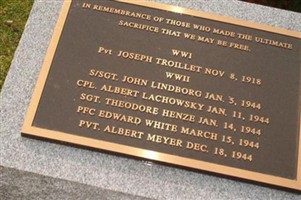 IN REMEMBRANCE OF THOSE WHO MADE THE ULTIMATE
SACRIFICE THAT WE MAY BE FREE.
WWI
Pvt JOSEPH TROILLET NOV 8, 1918
WWII
S/SGT. JOHN LINDBORG JAN. 3, 1944
CPL. ALBERT LACHOWSKY JAN. 11, 1944
SGT. THEODORE HENZE JAN. 14, 1944
PFC EDWARD WHITE MARCH 15, 1944
PVT. ALBERT MEYER DEC. 18, 1944